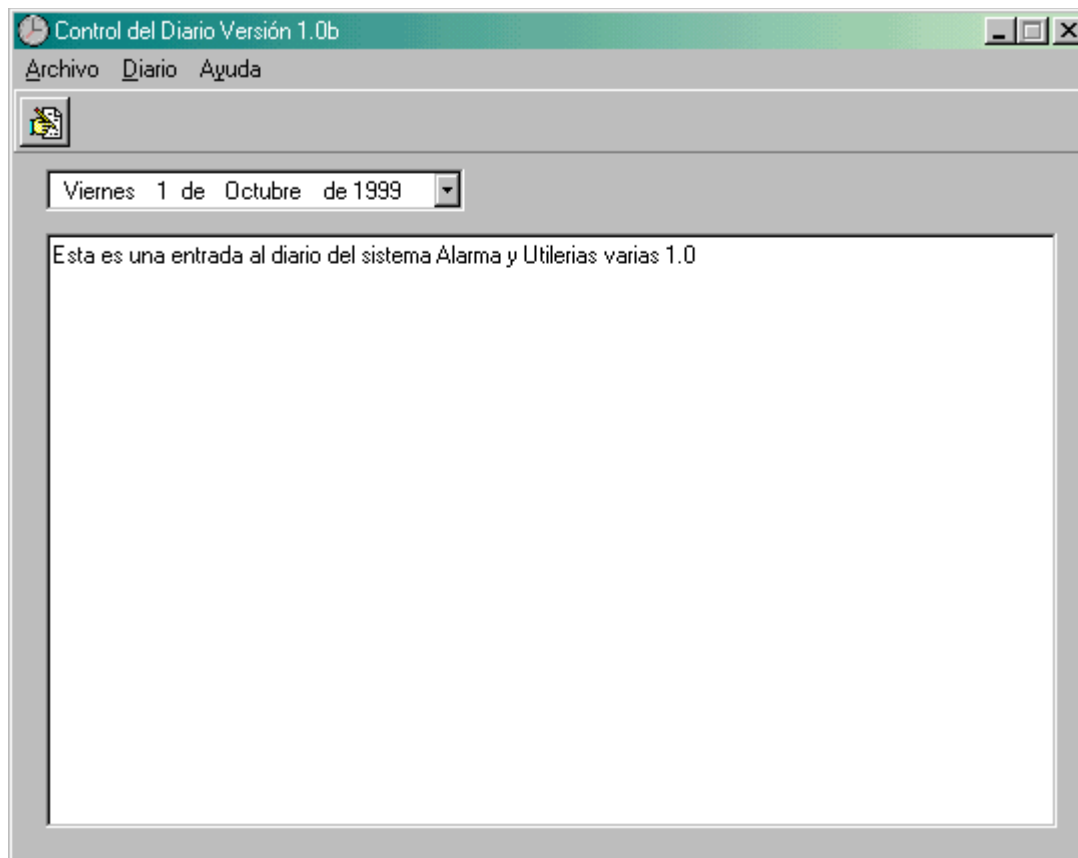 Control del Diario Versión 1.0b
Archivo Diario Ayuda
Viernes 1 de Octubre de 1999
Esta es una entrada al diario del sistema Alarma y Utilerias varias 1.0